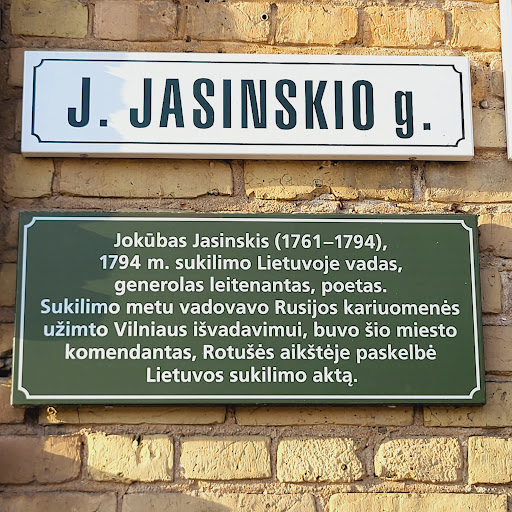 J. JASINSKIO g.
Jokūbas Jasinskis (1761–1794),
1794 m. sukilimo Lietuvoje vadas,
generolas leitenantas, poetas.
Sukilimo metu vadovavo Rusijos kariuomenės
užimto Vilniaus išvadavimui, buvo šio miesto
komendantas, Rotušės aikštėje paskelbė
Lietuvos sukilimo aktą.